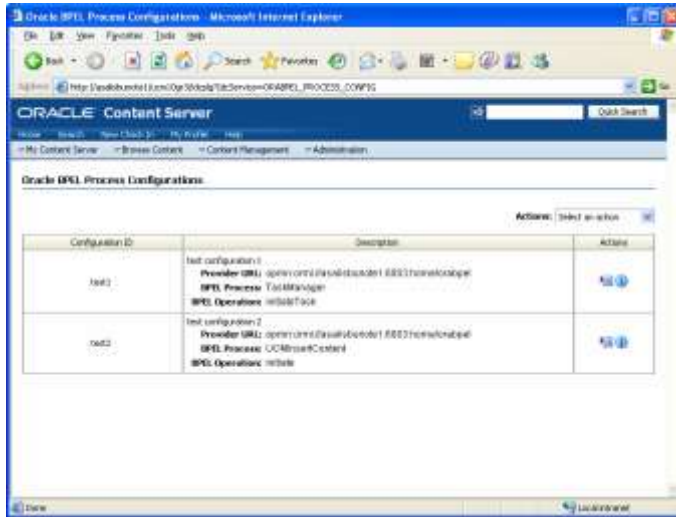 Oracle BPEL Process Configurations - Microsoft Internet Explorer
File Edit View Favorites Tools Help
Back Search Favorites
ORACLE Content Server
Quick Search
Home Search New Check In My Profile Help
My Content Server Browse Content Content Management Administration
Oracle BPEL Process Configurations
Actions: Select an action
Configuration ID Description Actions
test1
test configuration 1
Provider URL:
BPEL Process: TaskManager
BPEL Operation: initiateTask
test2
test configuration 2
Provider URL:
BPEL Process: UCMInsertContent
BPEL Operation: initiate
Done Local intranet